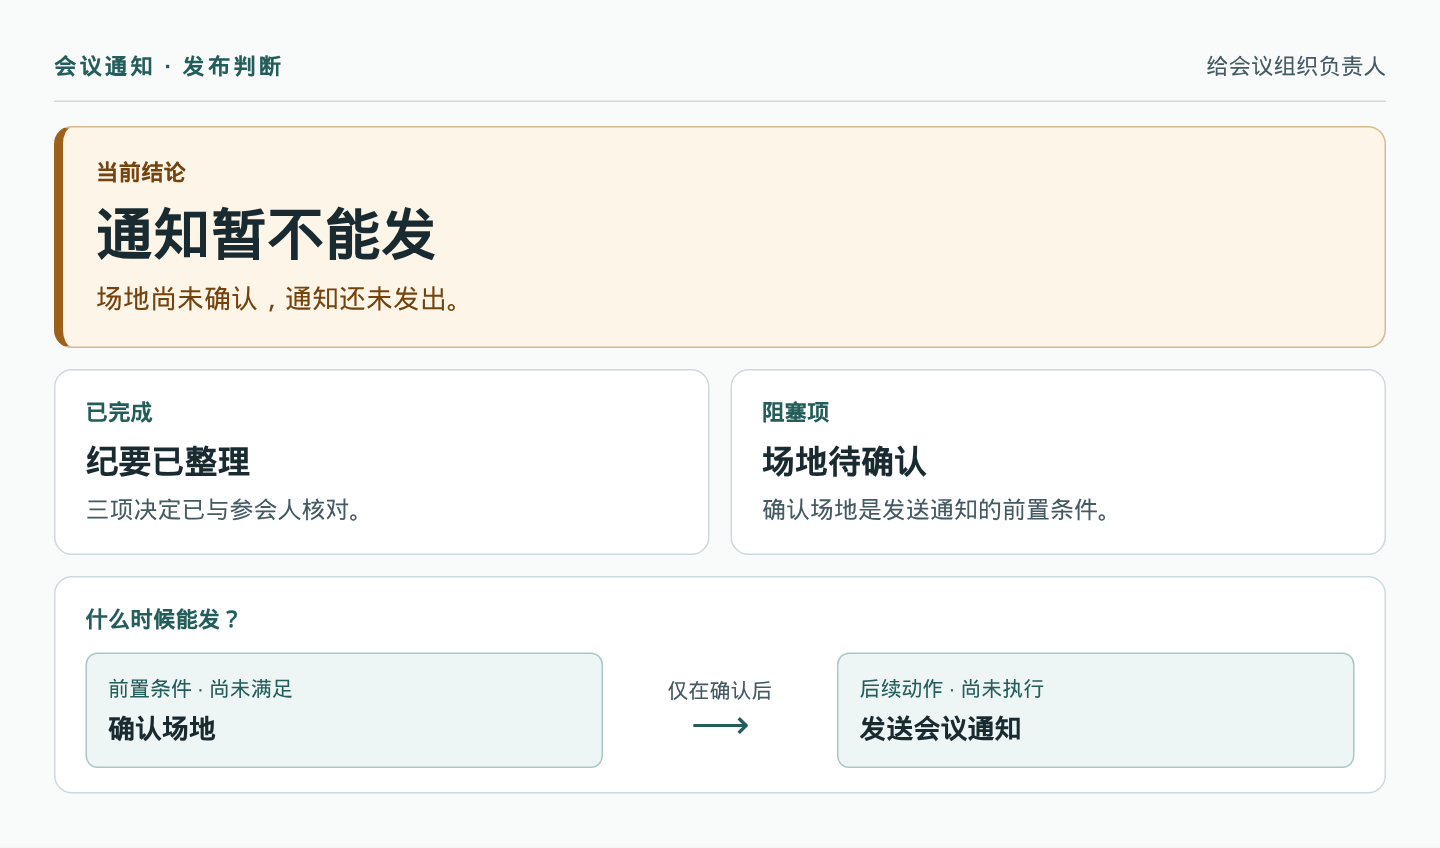 会议通知 · 发布判断
给会议组织负责人
当前结论
通知暂不能发
场地尚未确认，通知还未发出。
已完成
纪要已整理
三项决定已与参会人核对。
阻塞项
场地待确认
确认场地是发送通知的前置条件。
什么时候能发？
前置条件 · 尚未满足
确认场地
仅在确认后
后续动作 · 尚未执行
发送会议通知